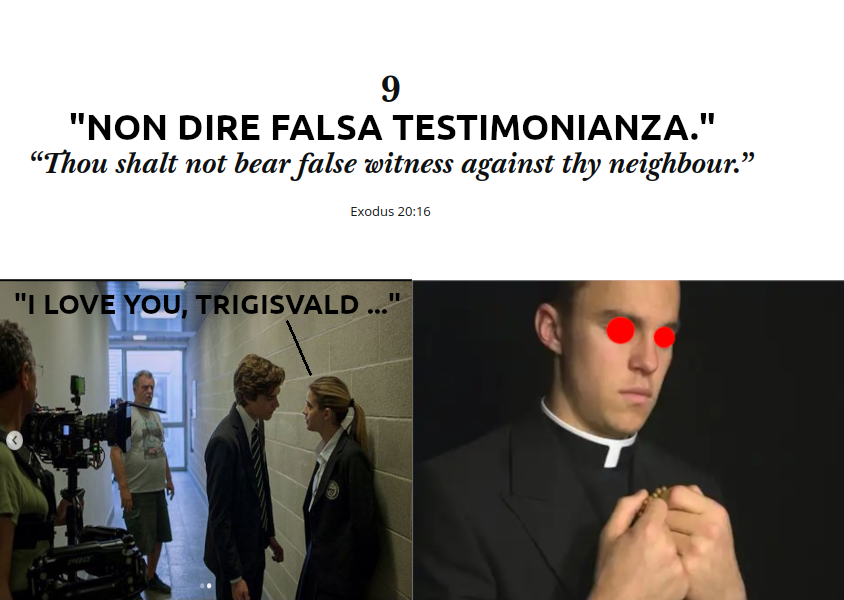 9
"NON DIRE FALSA TESTIMONIANZA."
“Thou shalt not bear false witness against thy neighbour.”
Exodus 20:16
"I LOVE YOU, TRIGISVALD ..."